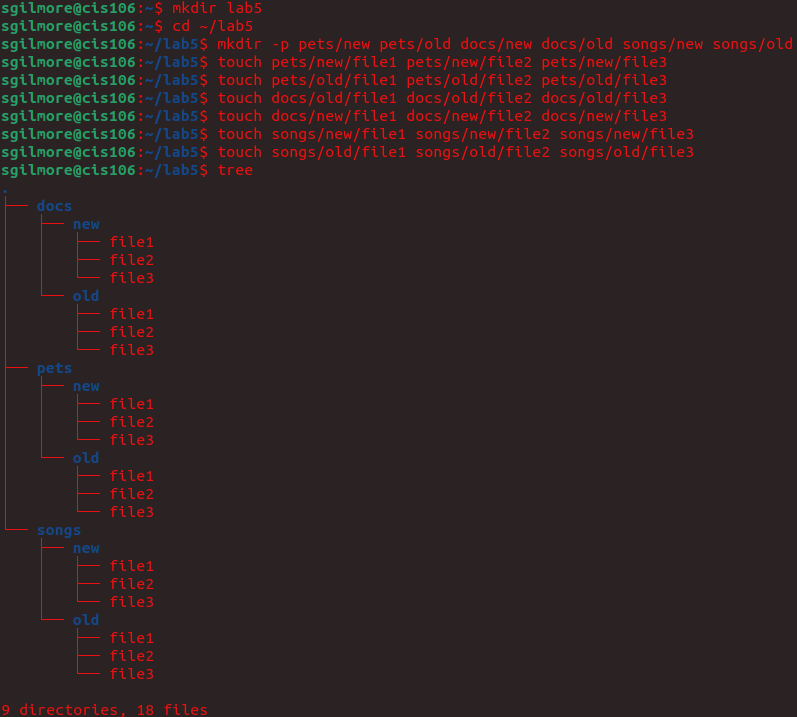 sgilmore@cis106:~$ mkdir lab5
sgilmore@cis106:~$ cd ~/lab5
sgilmore@cis106:~/lab5$ mkdir -p pets/new pets/old docs/new docs/old songs/new songs/old
sgilmore@cis106:~/lab5$ touch pets/new/file1 pets/new/file2 pets/new/file3
sgilmore@cis106:~/lab5$ touch pets/old/file1 pets/old/file2 pets/old/file3
sgilmore@cis106:~/lab5$ touch docs/old/file1 docs/old/file2 docs/old/file3
sgilmore@cis106:~/lab5$ touch docs/new/file1 docs/new/file2 docs/new/file3
sgilmore@cis106:~/lab5$ touch songs/new/file1 songs/new/file2 songs/new/file3
sgilmore@cis106:~/lab5$ touch songs/old/file1 songs/old/file2 songs/old/file3
sgilmore@cis106:~/lab5$ tree
.
├── docs
│   ├── new
│   │   ├── file1
│   │   ├── file2
│   │   └── file3
│   └── old
│       ├── file1
│       ├── file2
│       └── file3
├── pets
│   ├── new
│   │   ├── file1
│   │   ├── file2
│   │   └── file3
│   └── old
│       ├── file1
│       ├── file2
│       └── file3
└── songs
    ├── new
    │   ├── file1
    │   ├── file2
    │   └── file3
    └── old
        ├── file1
        ├── file2
        └── file3
9 directories, 18 files